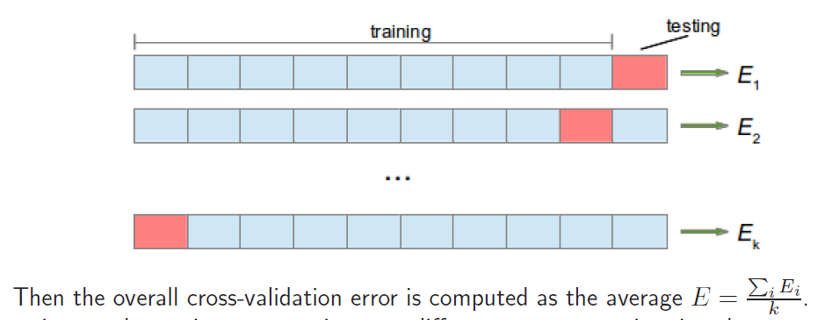 training
testing
E₁
E₂
...
Eₖ
Then the overall cross-validation error is computed as the average E = ∑ᵢ Eᵢ / k.